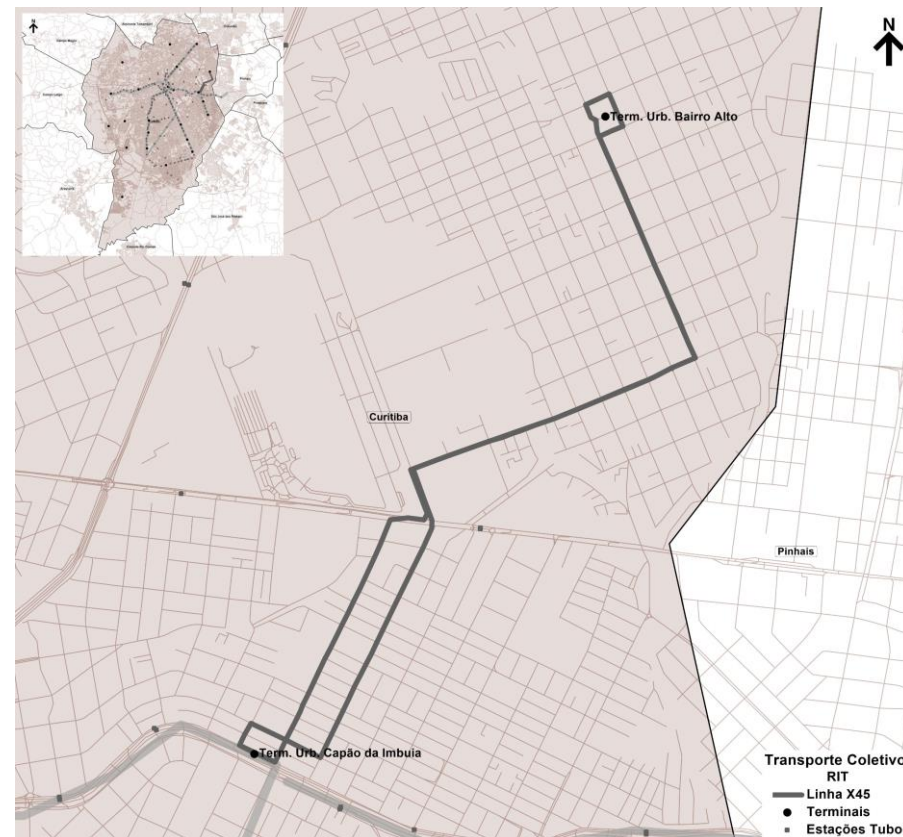 N
Term. Urb. Bairro Alto
Curitiba
Pinhais
Term. Urb. Capão da Imbuia
Transporte Coletivo
RIT
Linha X45
Terminais
Estações Tubo